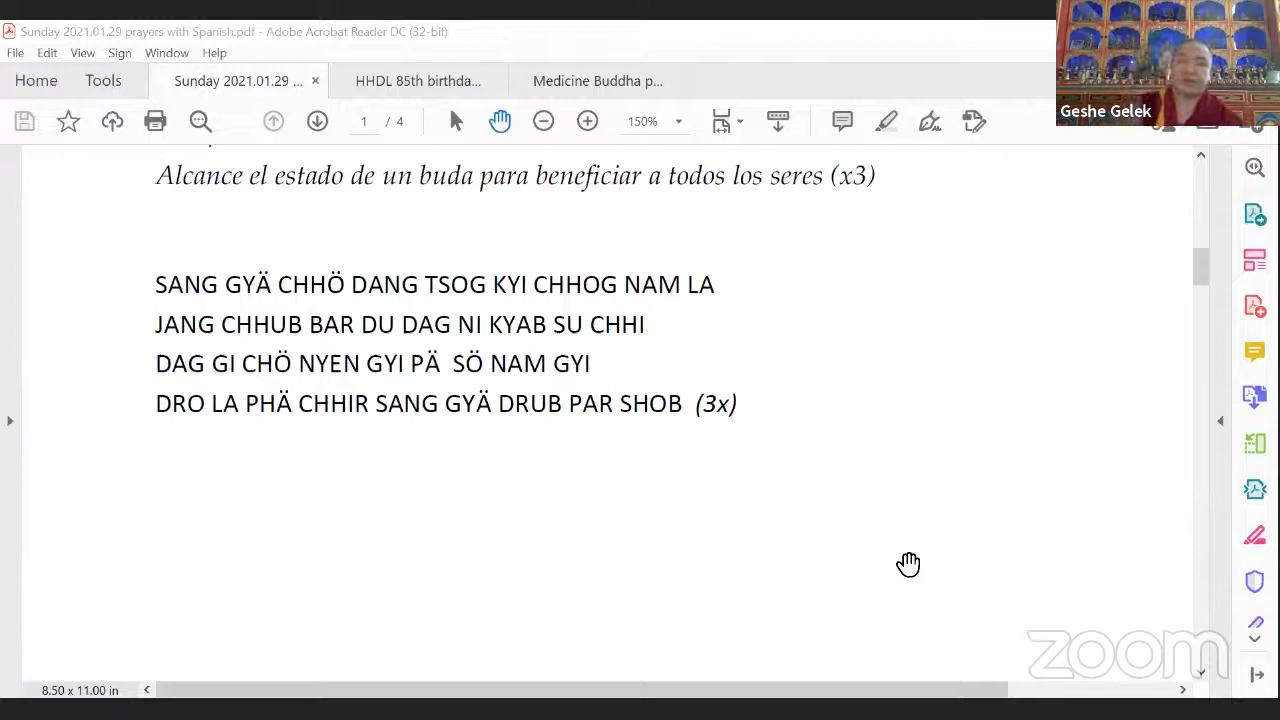 Sunday 2021.01.29 prayers with Spanish.pdf - Adobe Acrobat Reader DC (32-bit)
File Edit View Sign Window Help
Home Tools Sunday 2021.01.29 ... × HHDL 85th birthda... Medicine Buddha p...
Geshe Gelek
1 / 4 150%
Alcance el estado de un buda para beneficiar a todos los seres (x3)
SANG GYÄ CHHÖ DANG TSOG KYI CHHOG NAM LA
JANG CHHUB BAR DU DAG NI KYAB SU CHHI
DAG GI CHÖ NYEN GYI PÄ SÖ NAM GYI
DRO LA PHÄ CHHIR SANG GYÄ DRUB PAR SHOB (3x)
zoom
8.50 x 11.00 in